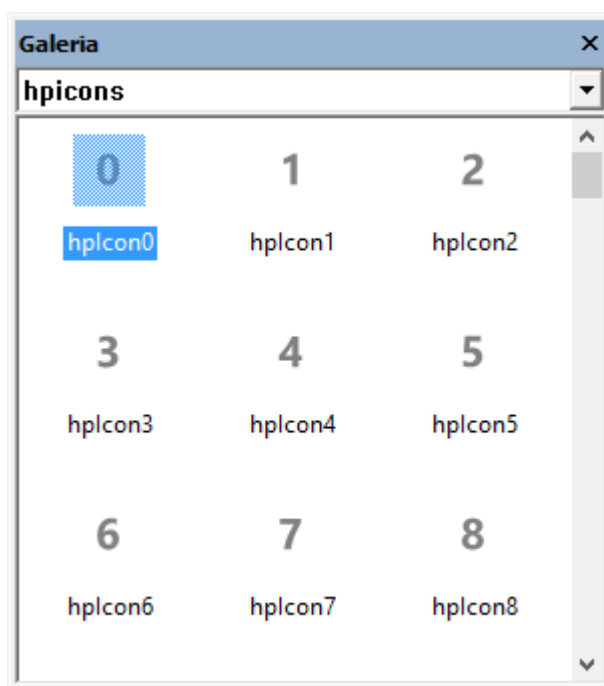 Galeria
hpicons
0 1 2
hpIcon0 hpIcon1 hpIcon2
3 4 5
hpIcon3 hpIcon4 hpIcon5
6 7 8
hpIcon6 hpIcon7 hpIcon8